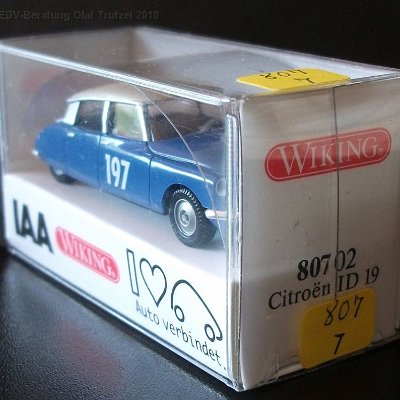 EDV-Beratung Olaf Trutzel 2018
807
7
WIKING®
197
IAA
WIKING®
I
Auto verbindet.
807 02
Citroën ID 19
807
7